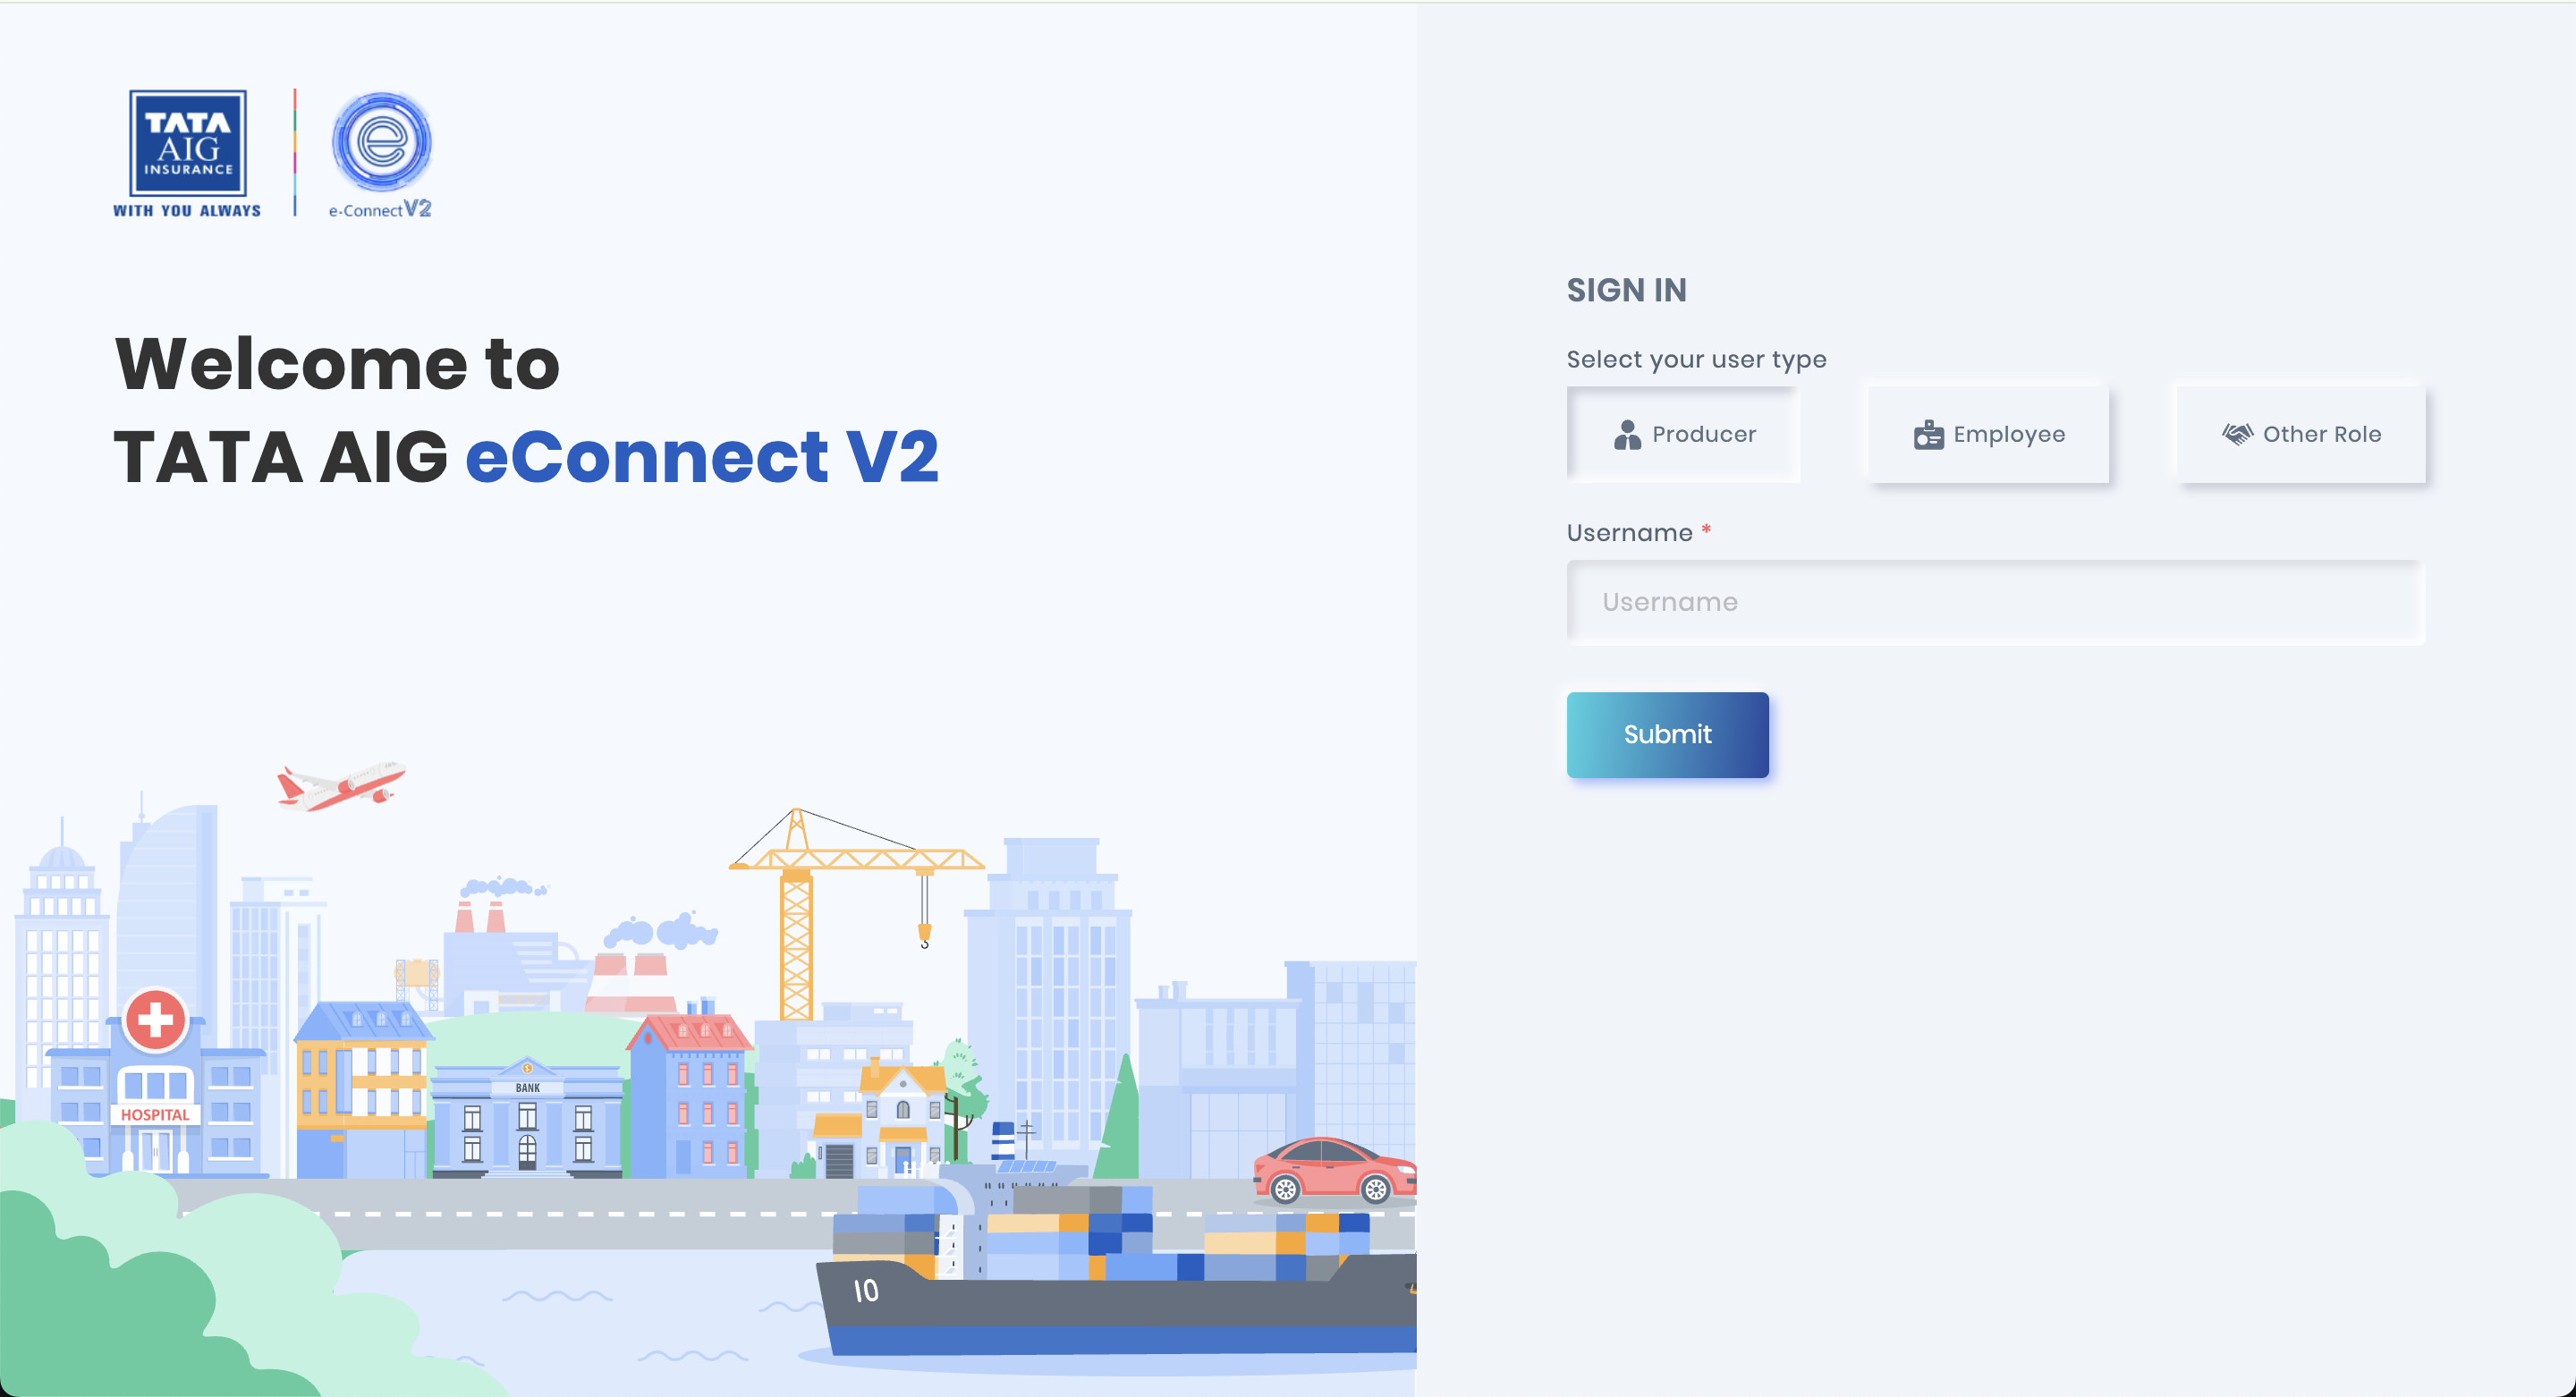 TATA
AIG
INSURANCE
WITH YOU ALWAYS
e
e-Connect V2
Welcome to
TATA AIG eConnect V2
SIGN IN
Select your user type
Producer
Employee
Other Role
Username *
Username
Submit
HOSPITAL
BANK
$
10